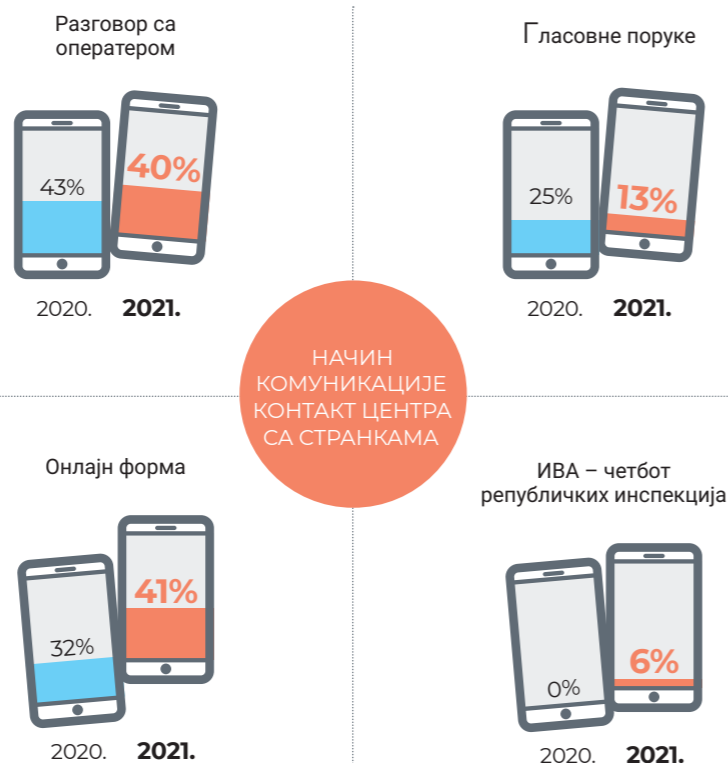 Разговор са
оператером
43%
40%
2020. 2021.
Гласовне поруке
25%
13%
2020. 2021.
НАЧИН
КОМУНИКАЦИЈЕ
КОНТАКТ ЦЕНТРА
СА СТРАНКАМА
Онлајн форма
32%
41%
2020. 2021.
ИВА – четбот
републичких инспекција
0%
6%
2020. 2021.